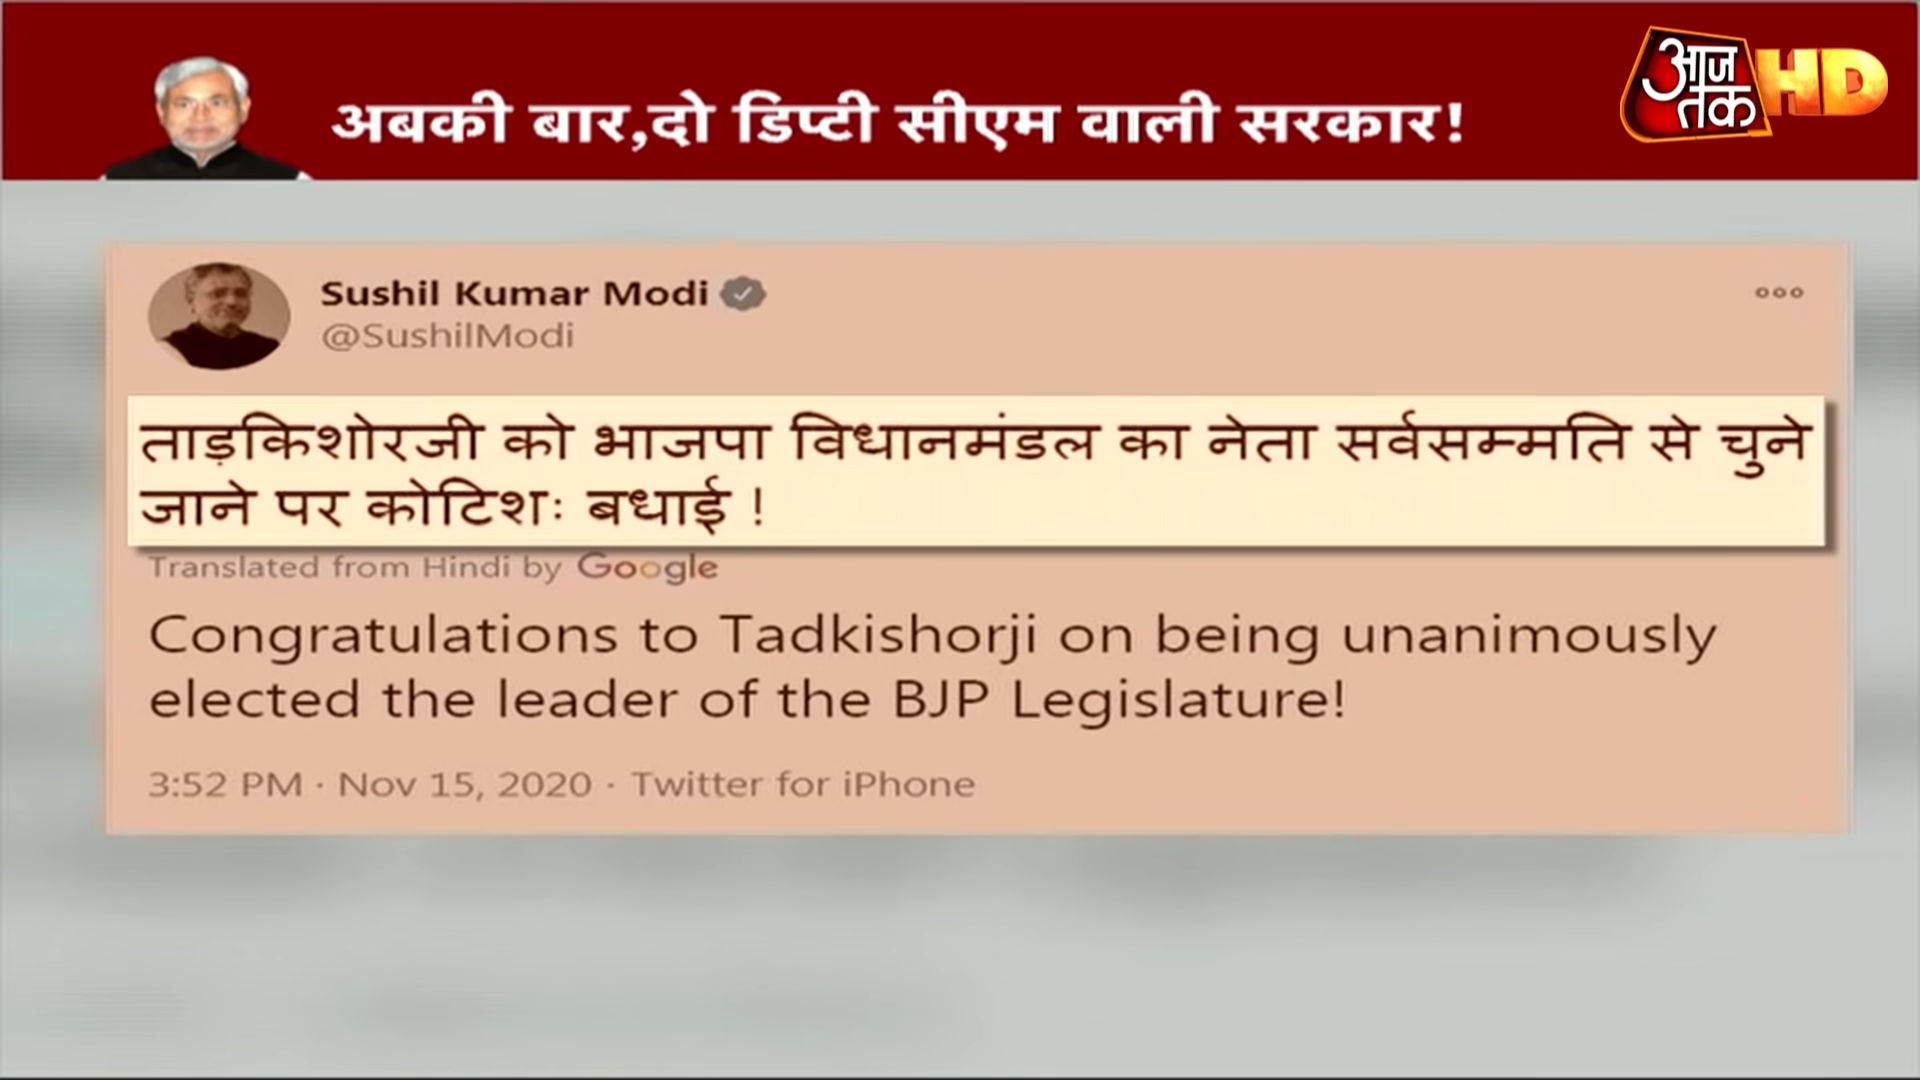 अबकी बार,दो डिप्टी सीएम वाली सरकार!
आज
तक
HD
Sushil Kumar Modi
@SushilModi
ताड़किशोरजी को भाजपा विधानमंडल का नेता सर्वसम्मति से चुने
जाने पर कोटिशः बधाई !
Translated from Hindi by Google
Congratulations to Tadkishorji on being unanimously
elected the leader of the BJP Legislature!
3:52 PM · Nov 15, 2020 · Twitter for iPhone